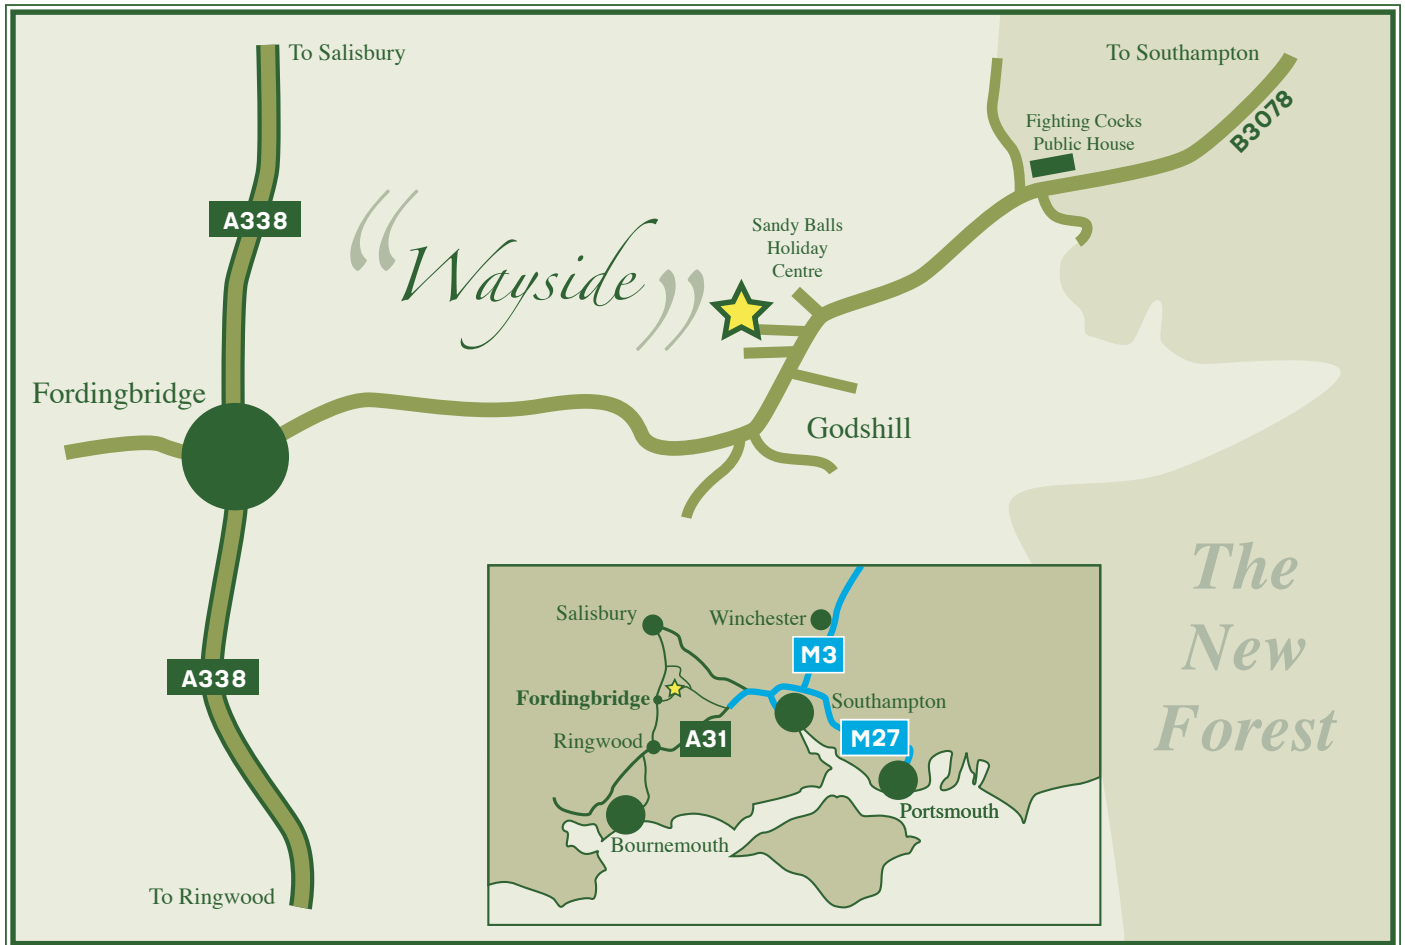 To Salisbury
To Southampton
B3078
Fighting Cocks
Public House
A338
“Wayside”
Sandy Balls
Holiday
Centre
Fordingbridge
Godshill
The
New
Forest
A338
To Ringwood
Salisbury
Winchester
M3
Fordingbridge
Southampton
Ringwood
A31
M27
Portsmouth
Bournemouth